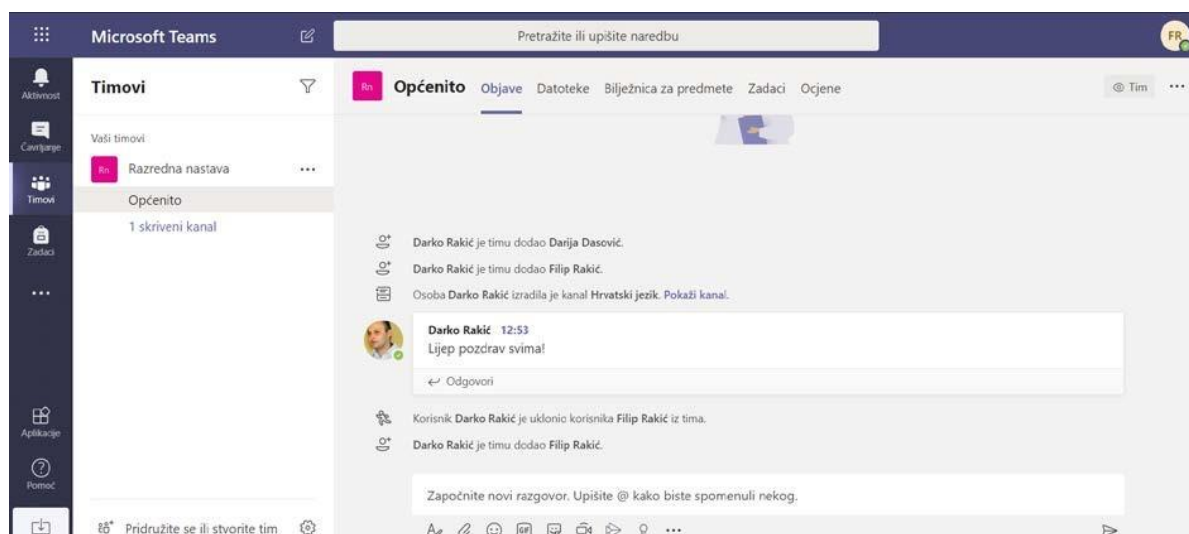 Microsoft Teams
Pretražite ili upišite naredbu
FR
Aktivnost
Čavrljanje
Timovi
Zadaci
Aplikacije
Pomoć
Timovi
Vaši timovi
Rn Razredna nastava
Općenito
1 skriveni kanal
Pridružite se ili stvorite tim
Rn Općenito Objave Datoteke Bilježnica za predmete Zadaci Ocjene
Tim
Darko Rakić je timu dodao Darija Dasović.
Darko Rakić je timu dodao Filip Rakić.
Osoba Darko Rakić izradila je kanal Hrvatski jezik. Pokaži kanal.
Darko Rakić 12:53
Lijep pozdrav svima!
Odgovori
Korisnik Darko Rakić je uklonio korisnika Filip Rakić iz tima.
Darko Rakić je timu dodao Filip Rakić.
Započnite novi razgovor. Upišite @ kako biste spomenuli nekog.
GIF